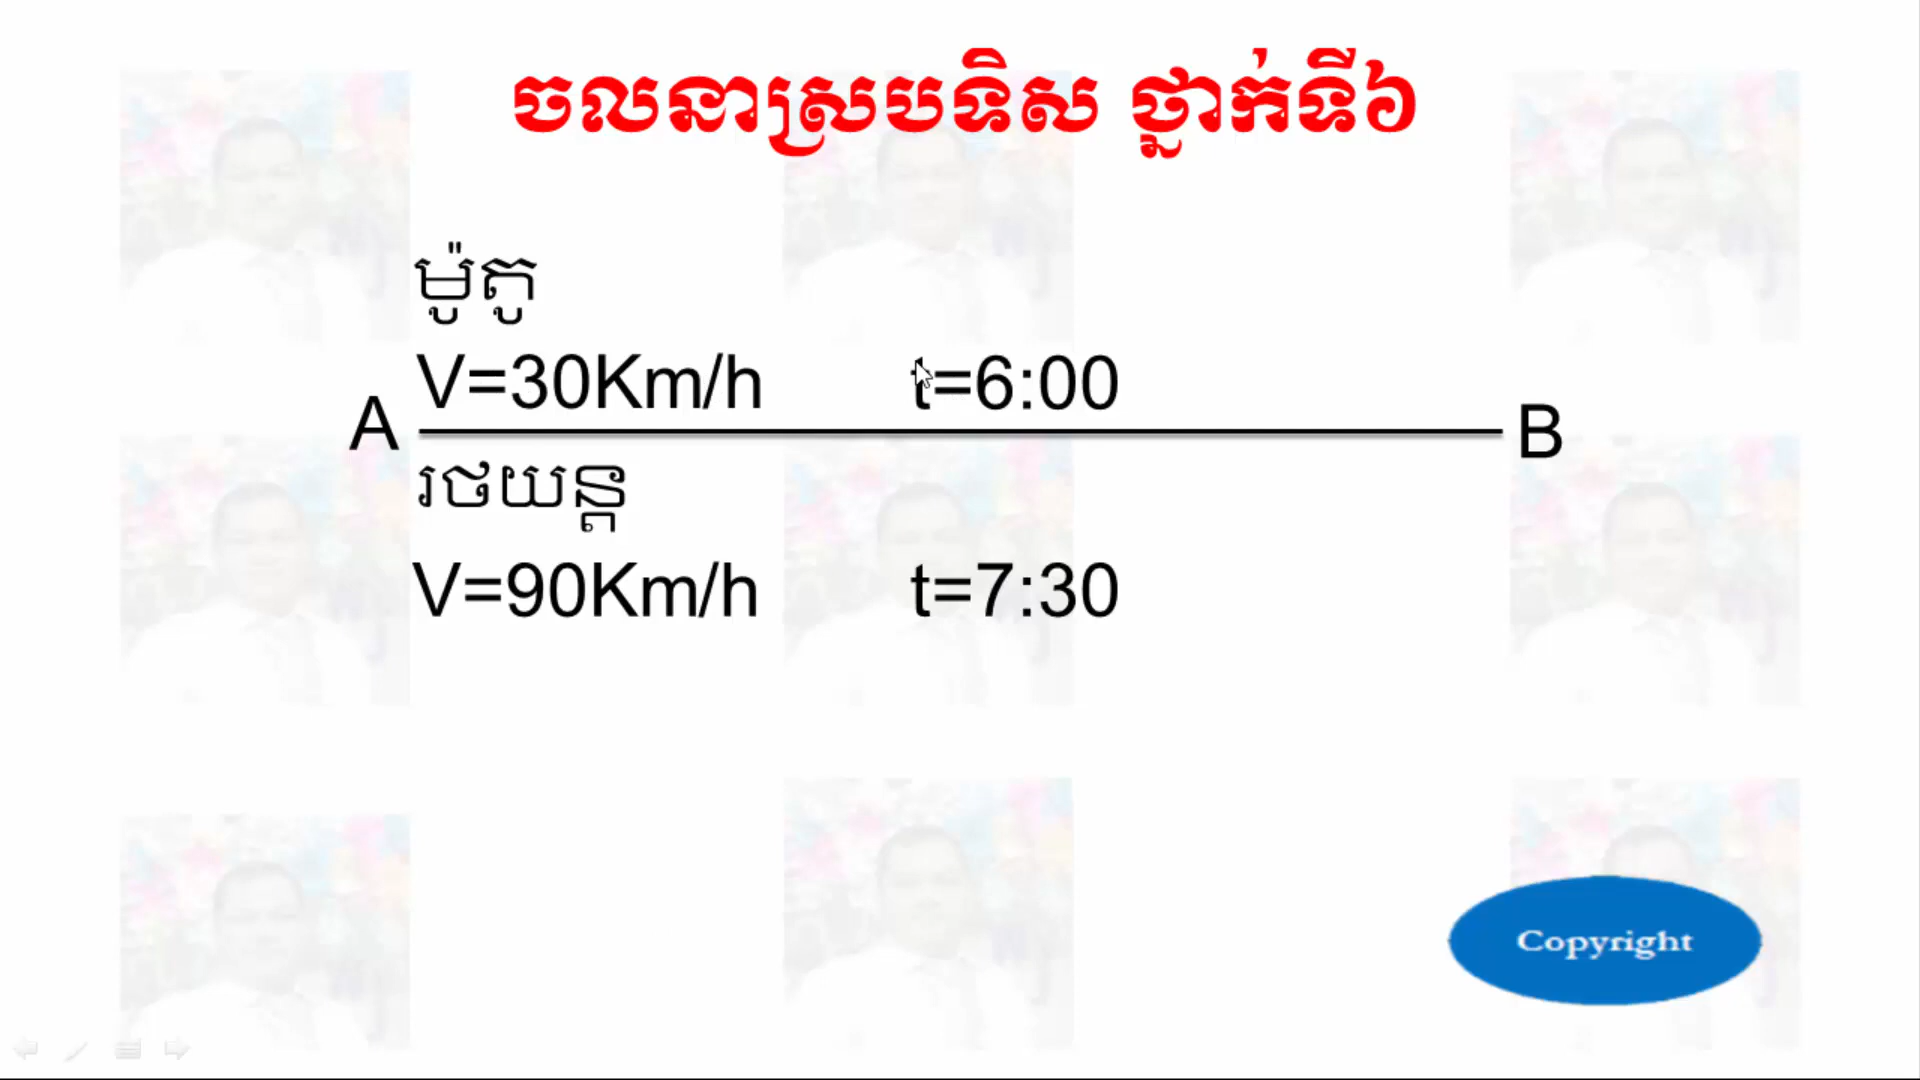 ចលនាស្របទិស ថ្នាក់ទី៦
ម៉ូតូ
V=30Km/h t=6:00
A B
រថយន្ត
V=90Km/h t=7:30
Copyright